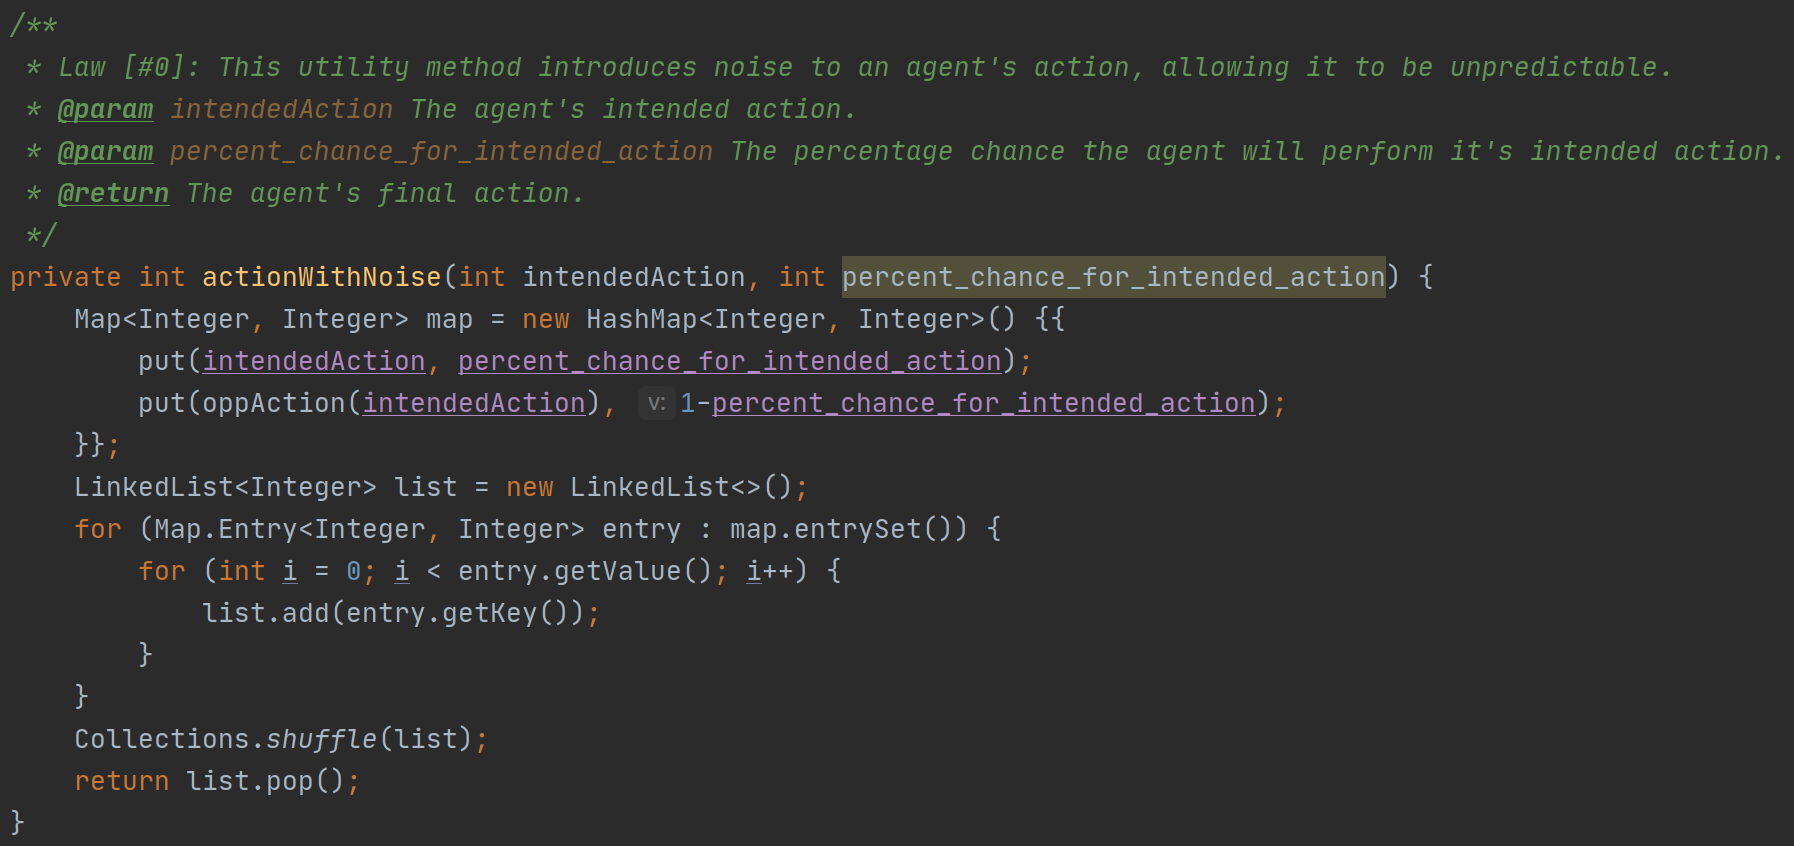 /**
 * Law [#0]: This utility method introduces noise to an agent's action, allowing it to be unpredictable.
 * @param intendedAction The agent's intended action.
 * @param percent_chance_for_intended_action The percentage chance the agent will perform it's intended action.
 * @return The agent's final action.
 */
private int actionWithNoise(int intendedAction, int percent_chance_for_intended_action) {
    Map<Integer, Integer> map = new HashMap<Integer, Integer>() {{
        put(intendedAction, percent_chance_for_intended_action);
        put(oppAction(intendedAction), v: 1-percent_chance_for_intended_action);
    }};
    LinkedList<Integer> list = new LinkedList<>();
    for (Map.Entry<Integer, Integer> entry : map.entrySet()) {
        for (int i = 0; i < entry.getValue(); i++) {
            list.add(entry.getKey());
        }
    }
    Collections.shuffle(list);
    return list.pop();
}